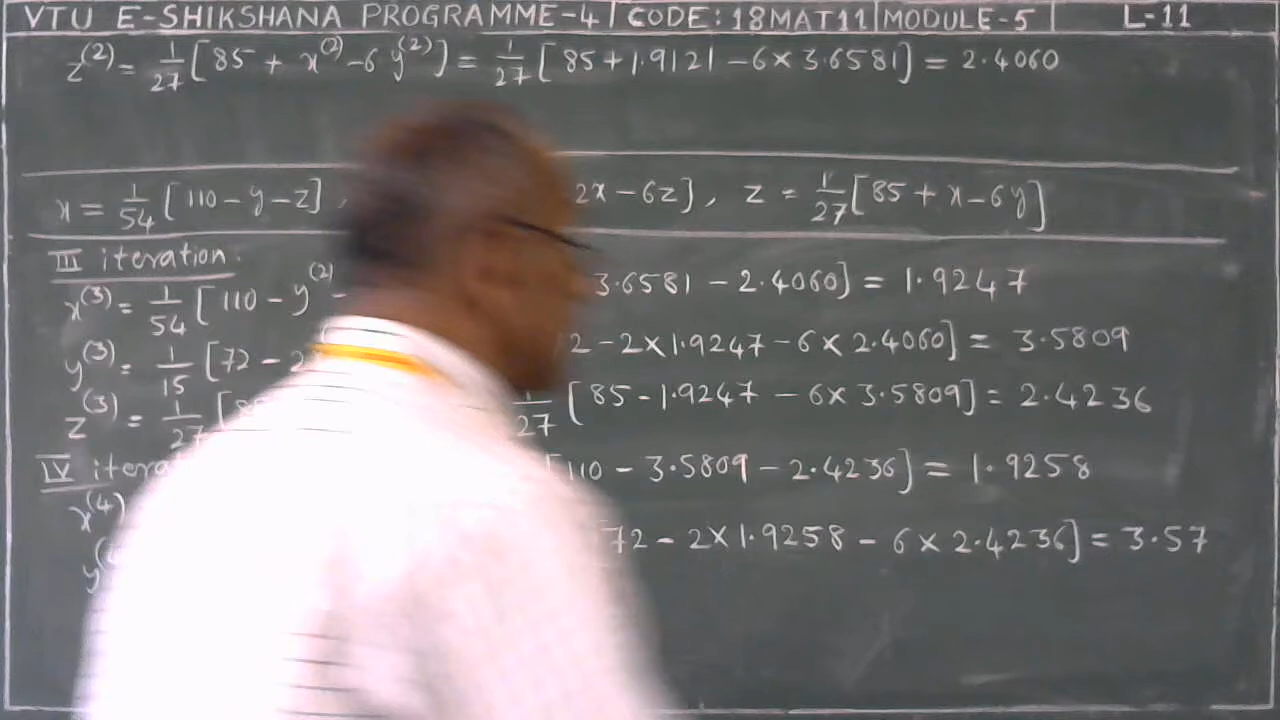 VTU E-SHIKSHANA PROGRAMME-4 | CODE: 18MAT11 | MODULE-5 | L-11
z^(2) = 1/27 [85 + x^(2) - 6 y^(2)] = 1/27 [85 + 1.9121 - 6 × 3.6581] = 2.4060
x = 1/54 [110 - y - z], 2x - 6z], z = 1/27 [85 + x - 6y]
III iteration:
x^(3) = 1/54 [110 - y^(2) - 3.6581 - 2.4060] = 1.9247
y^(3) = 1/15 [72 - 2 2 - 2×1.9247 - 6 × 2.4060] = 3.5809
z^(3) = 1/27 [85 1/27 [85 - 1.9247 - 6× 3.5809] = 2.4236
IV itera
x^(4) [110 - 3.5809 - 2.4236] = 1.9258
y^( 72 - 2×1.9258 - 6 × 2.4236] = 3.57